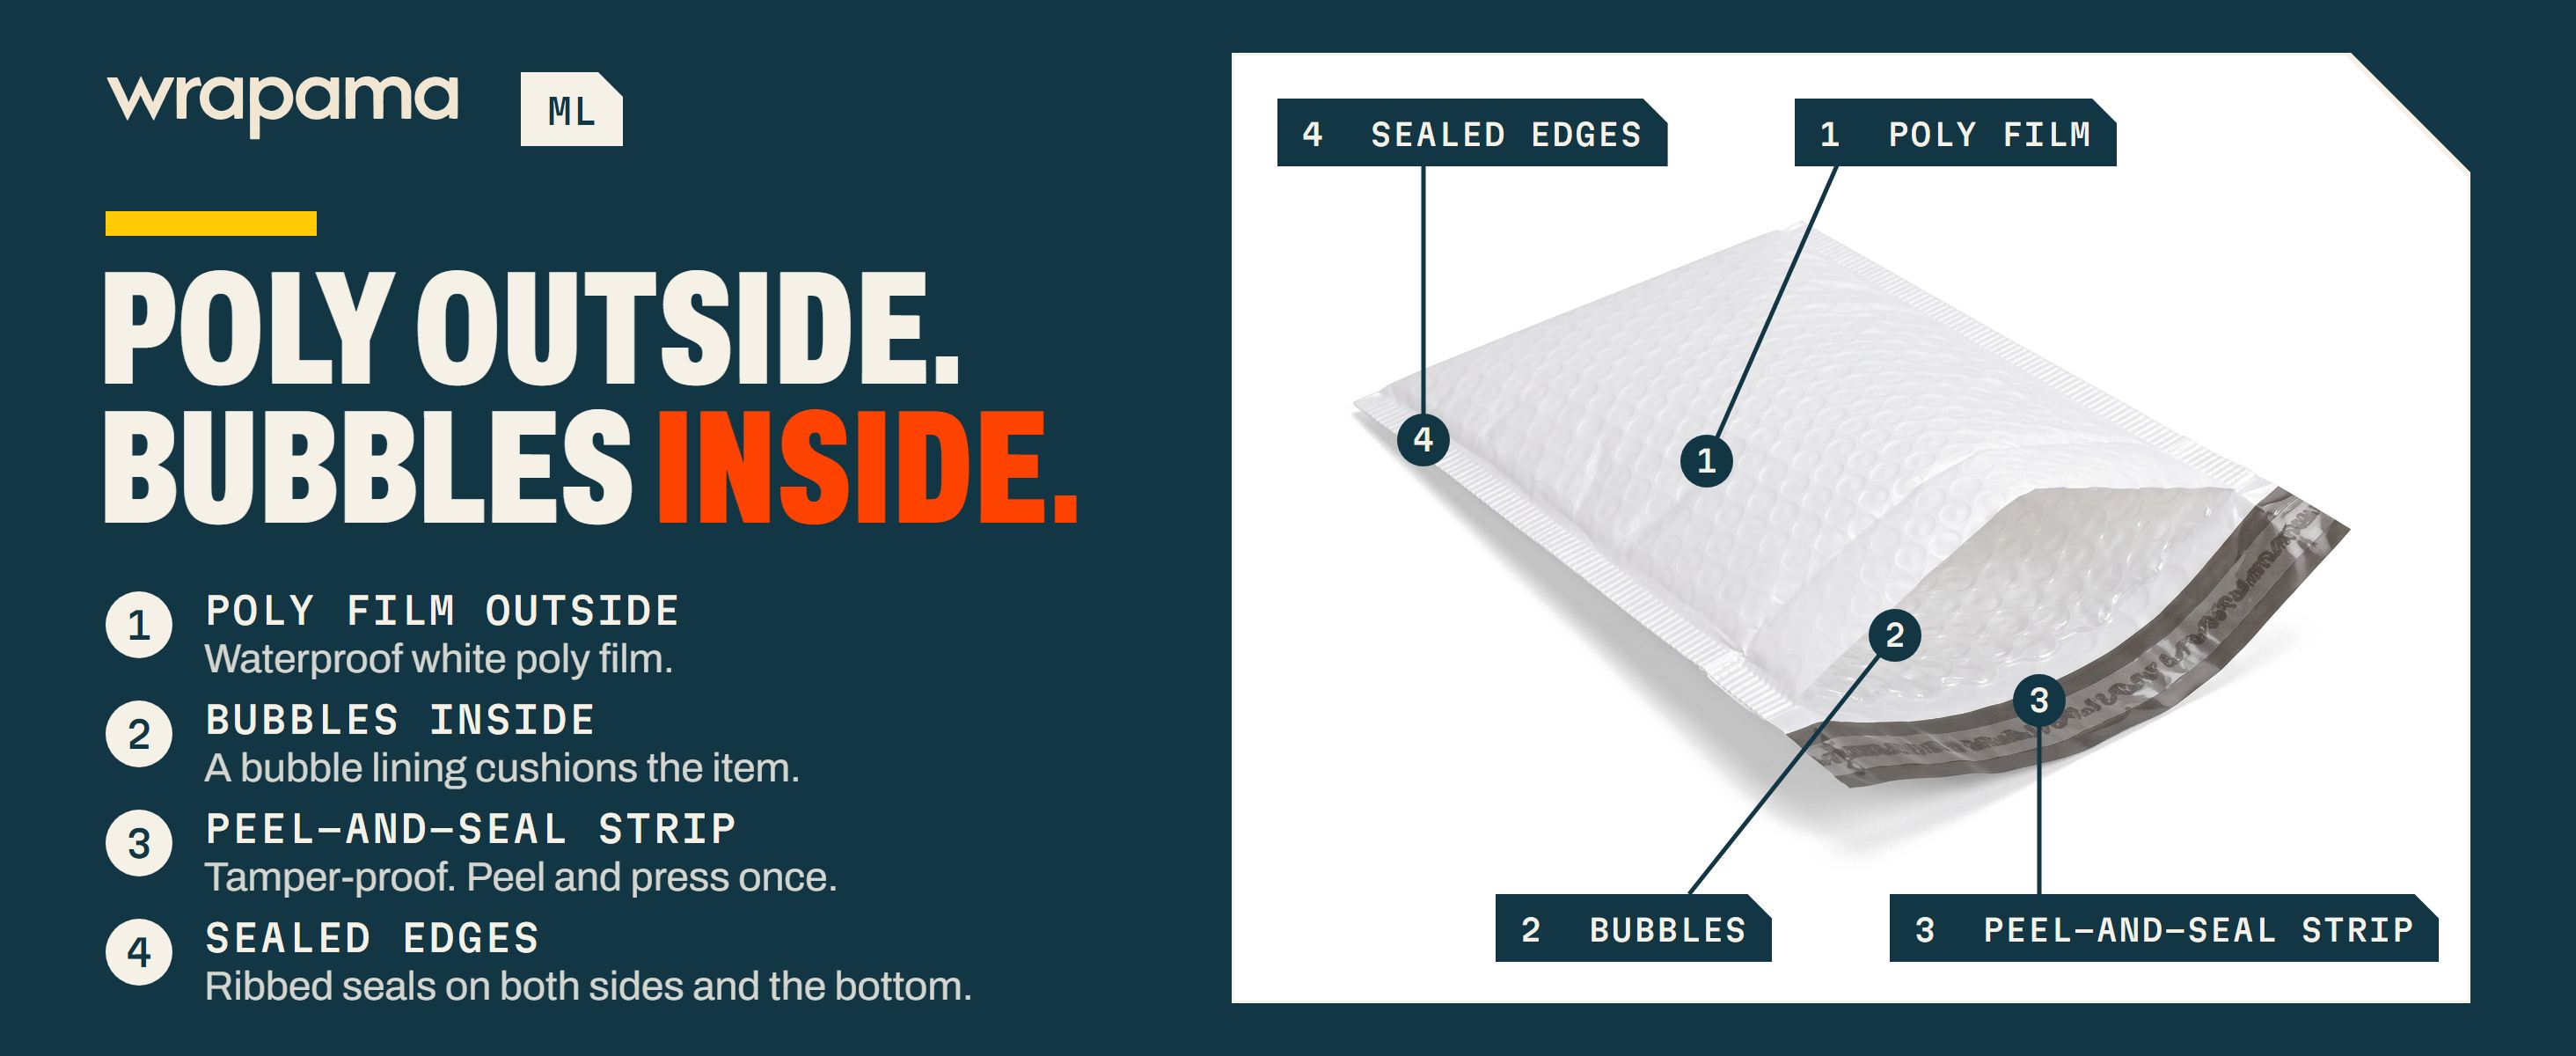 wrapama
ML
POLY OUTSIDE.
BUBBLES INSIDE.
1 POLY FILM OUTSIDE
Waterproof white poly film.
2 BUBBLES INSIDE
A bubble lining cushions the item.
3 PEEL-AND-SEAL STRIP
Tamper-proof. Peel and press once.
4 SEALED EDGES
Ribbed seals on both sides and the bottom.
4 SEALED EDGES
1 POLY FILM
4
1
2
3
2 BUBBLES
3 PEEL-AND-SEAL STRIP